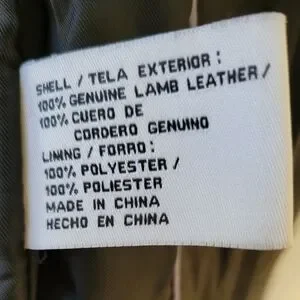 SHELL / TELA EXTERIOR:
100% GENUINE LAMB LEATHER /
100% CUERO DE
CORDERO GENUINO
LINING / FORRO:
100% POLYESTER /
100% POLIESTER
MADE IN CHINA
HECHO EN CHINA